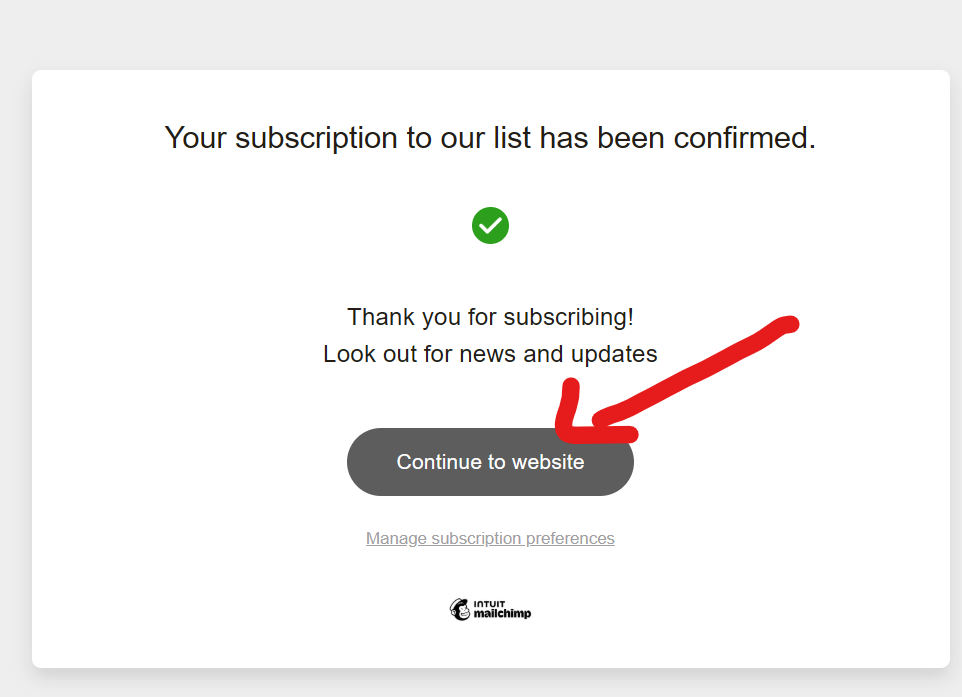 Your subscription to our list has been confirmed.
Thank you for subscribing!
Look out for news and updates
Continue to website
Manage subscription preferences
INTUIT
mailchimp